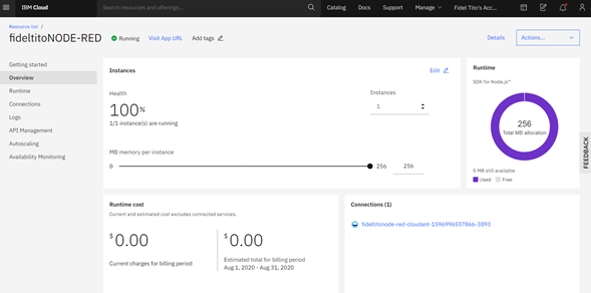 IBM Cloud
Search resources and offerings...
Catalog
Docs
Support
Manage
Fidel Tito's Acc...
Resource list /
fideltitoNODE-RED
Running
Visit App URL
Add tags
Details
Actions...
Getting started
Overview
Runtime
Connections
Logs
API Management
Autoscaling
Availability Monitoring
Instances
Edit
Health
100%
1/1 instance(s) are running
Instances
1
MB memory per instance
0
256
256
Runtime
SDK for Node.js™
256
Total MB allocation
0 MB still available
Used
Free
FEEDBACK
Runtime cost
Current and estimated cost excludes connected services.
$0.00
Current charges for billing period
$0.00
Estimated total for billing period
Aug 1, 2020 - Aug 31, 2020
Connections (1)
fideltitonode-red-cloudant-1596996557866-3893